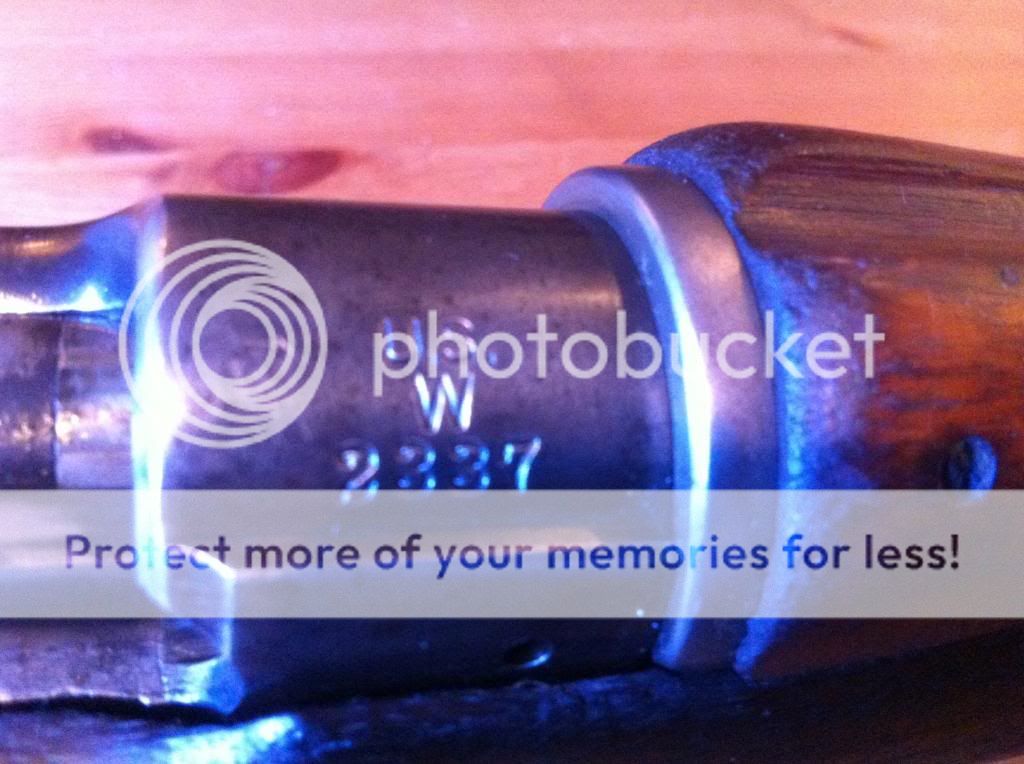 photobucket
W
2337
Protect more of your memories for less!